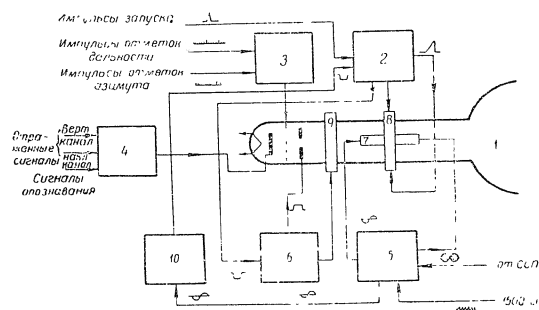 Импульсы запуска
Импульсы отметок
дальности
Импульсы отметок
азимута
3
2
9
8
7
1
Отра-
женные
сигналы
Верт
канал
накл
канал
4
Сигналы
опознавания
10
6
5
от ССП